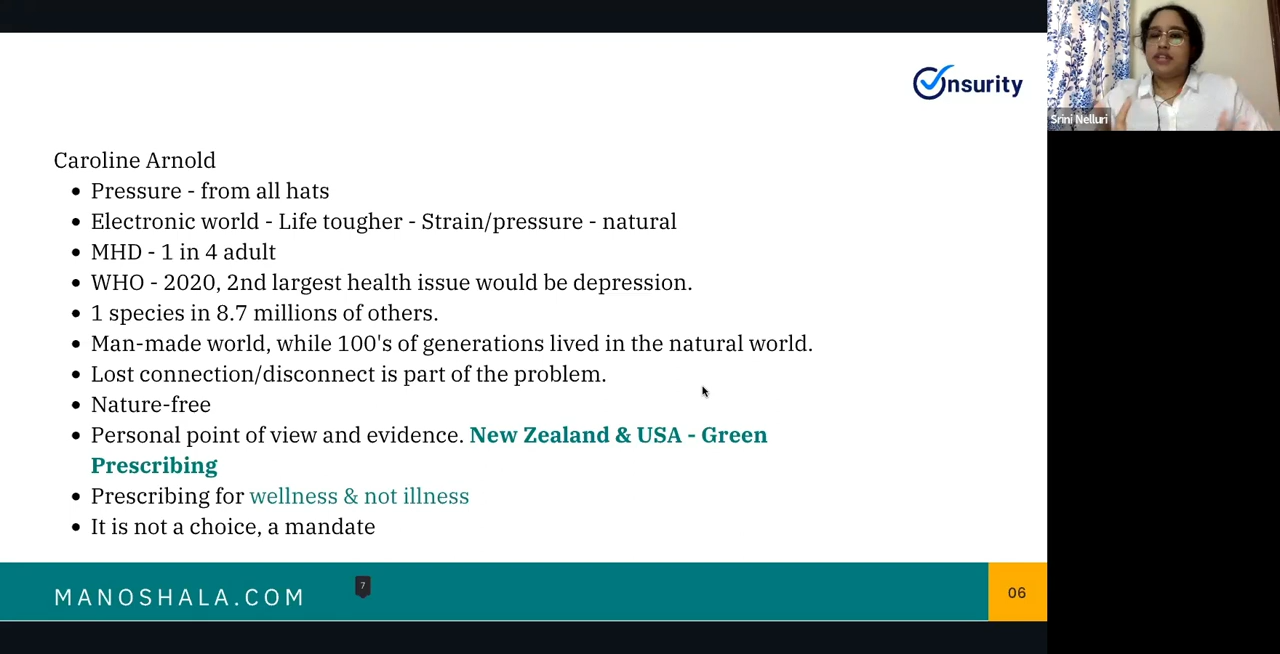 Onsurity
Srini Nelluri
Caroline Arnold
• Pressure - from all hats
• Electronic world - Life tougher - Strain/pressure - natural
• MHD - 1 in 4 adult
• WHO - 2020, 2nd largest health issue would be depression.
• 1 species in 8.7 millions of others.
• Man-made world, while 100's of generations lived in the natural world.
• Lost connection/disconnect is part of the problem.
• Nature-free
• Personal point of view and evidence. New Zealand & USA - Green
Prescribing
• Prescribing for wellness & not illness
• It is not a choice, a mandate
MANOSHALA.COM
7
06